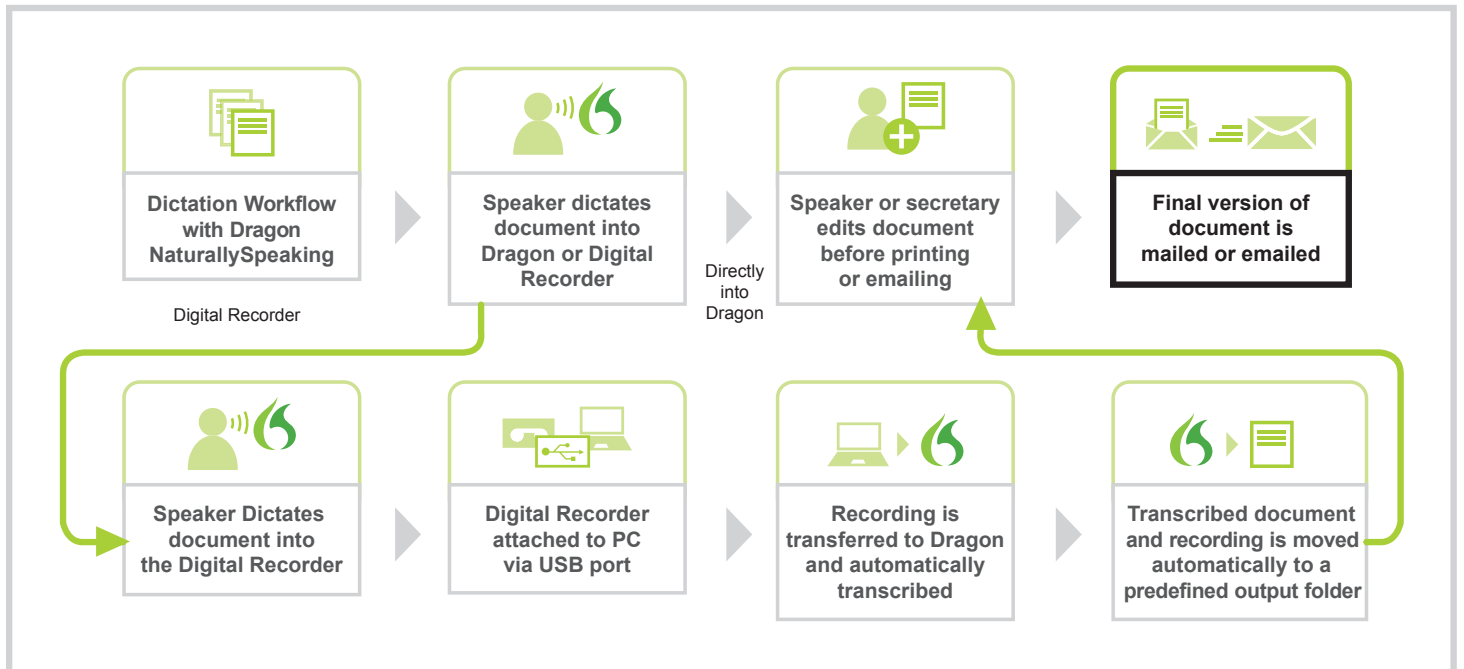 Dictation Workflow
with Dragon
NaturallySpeaking
Speaker dictates
document into
Dragon or Digital
Recorder
Directly
into
Dragon
Speaker or secretary
edits document
before printing
or emailing
Final version of
document is
mailed or emailed
Digital Recorder
Speaker Dictates
document into
the Digital Recorder
Digital Recorder
attached to PC
via USB port
Recording is
transferred to Dragon
and automatically
transcribed
Transcribed document
and recording is moved
automatically to a
predefined output folder